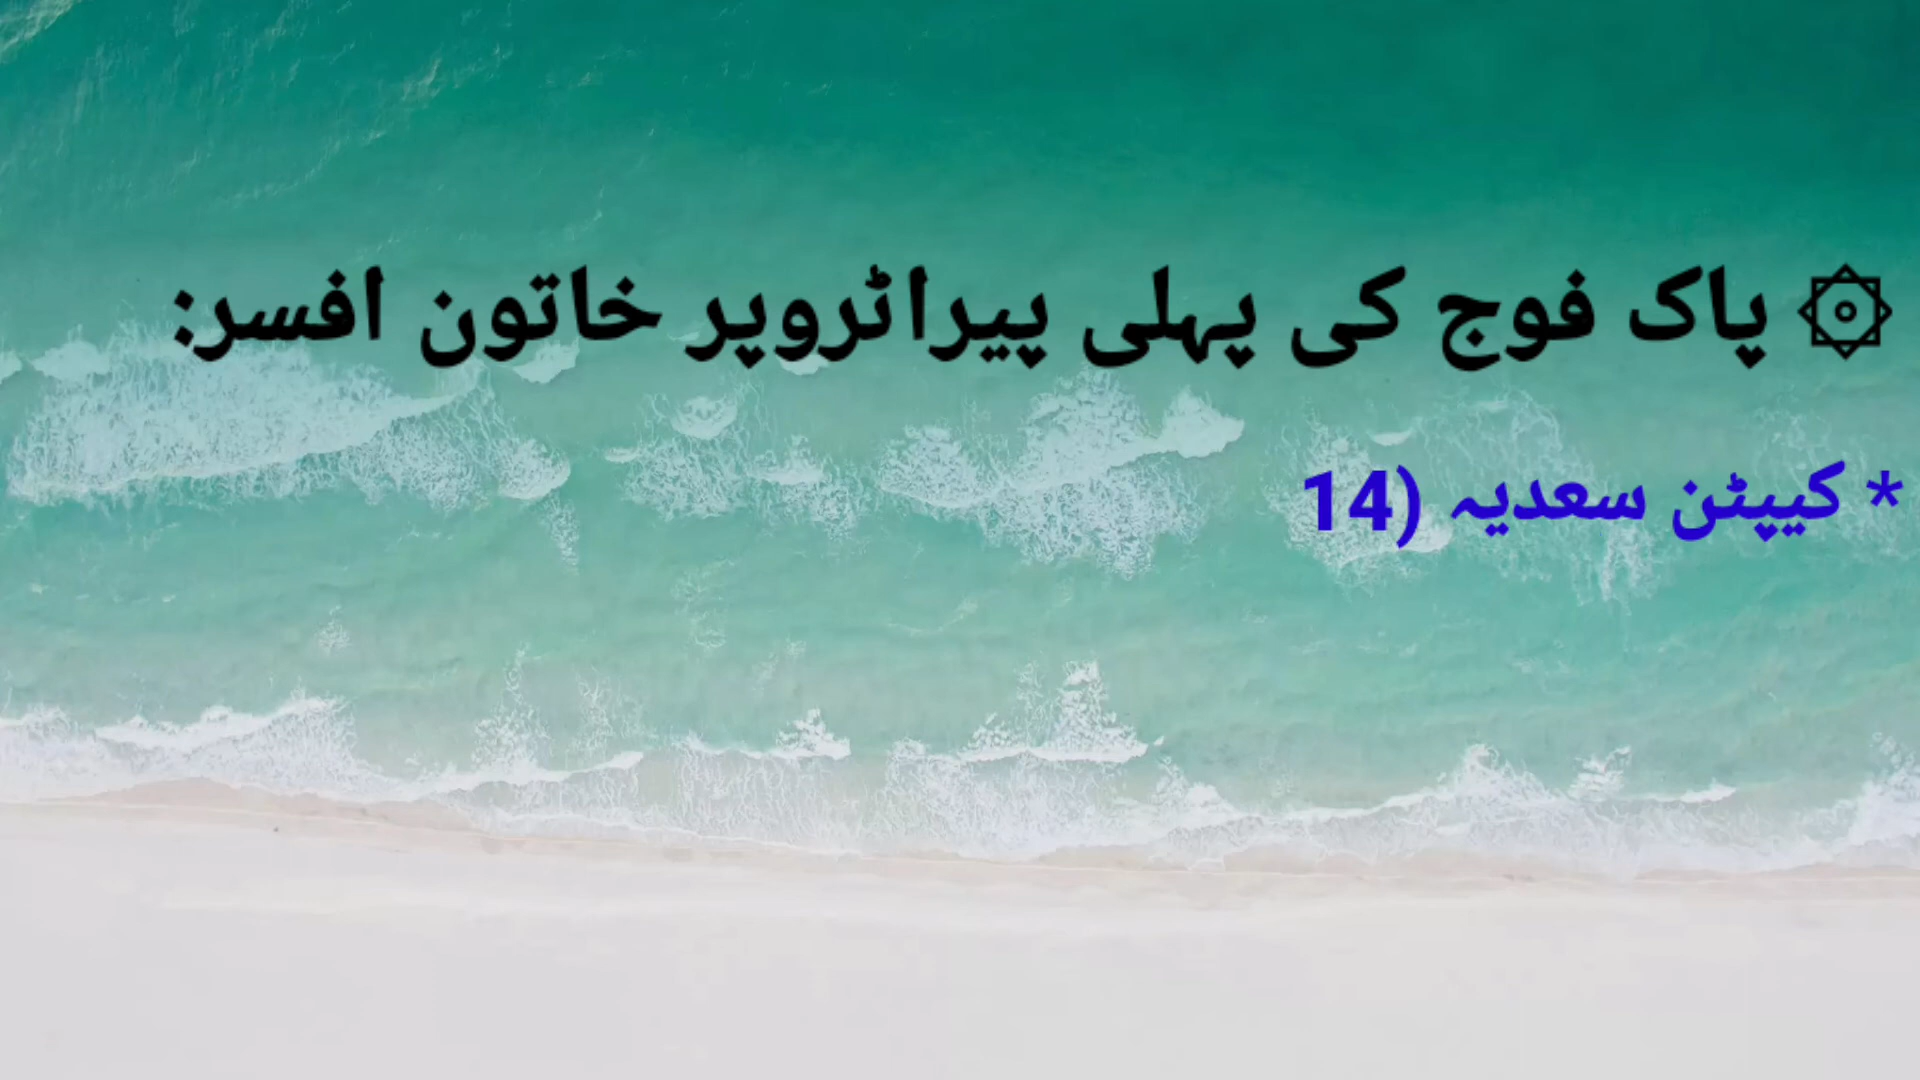 ۞ پاک فوج کی پہلی پیراٹروپر خاتون افسر:
* کیپٹن سعدیہ (14